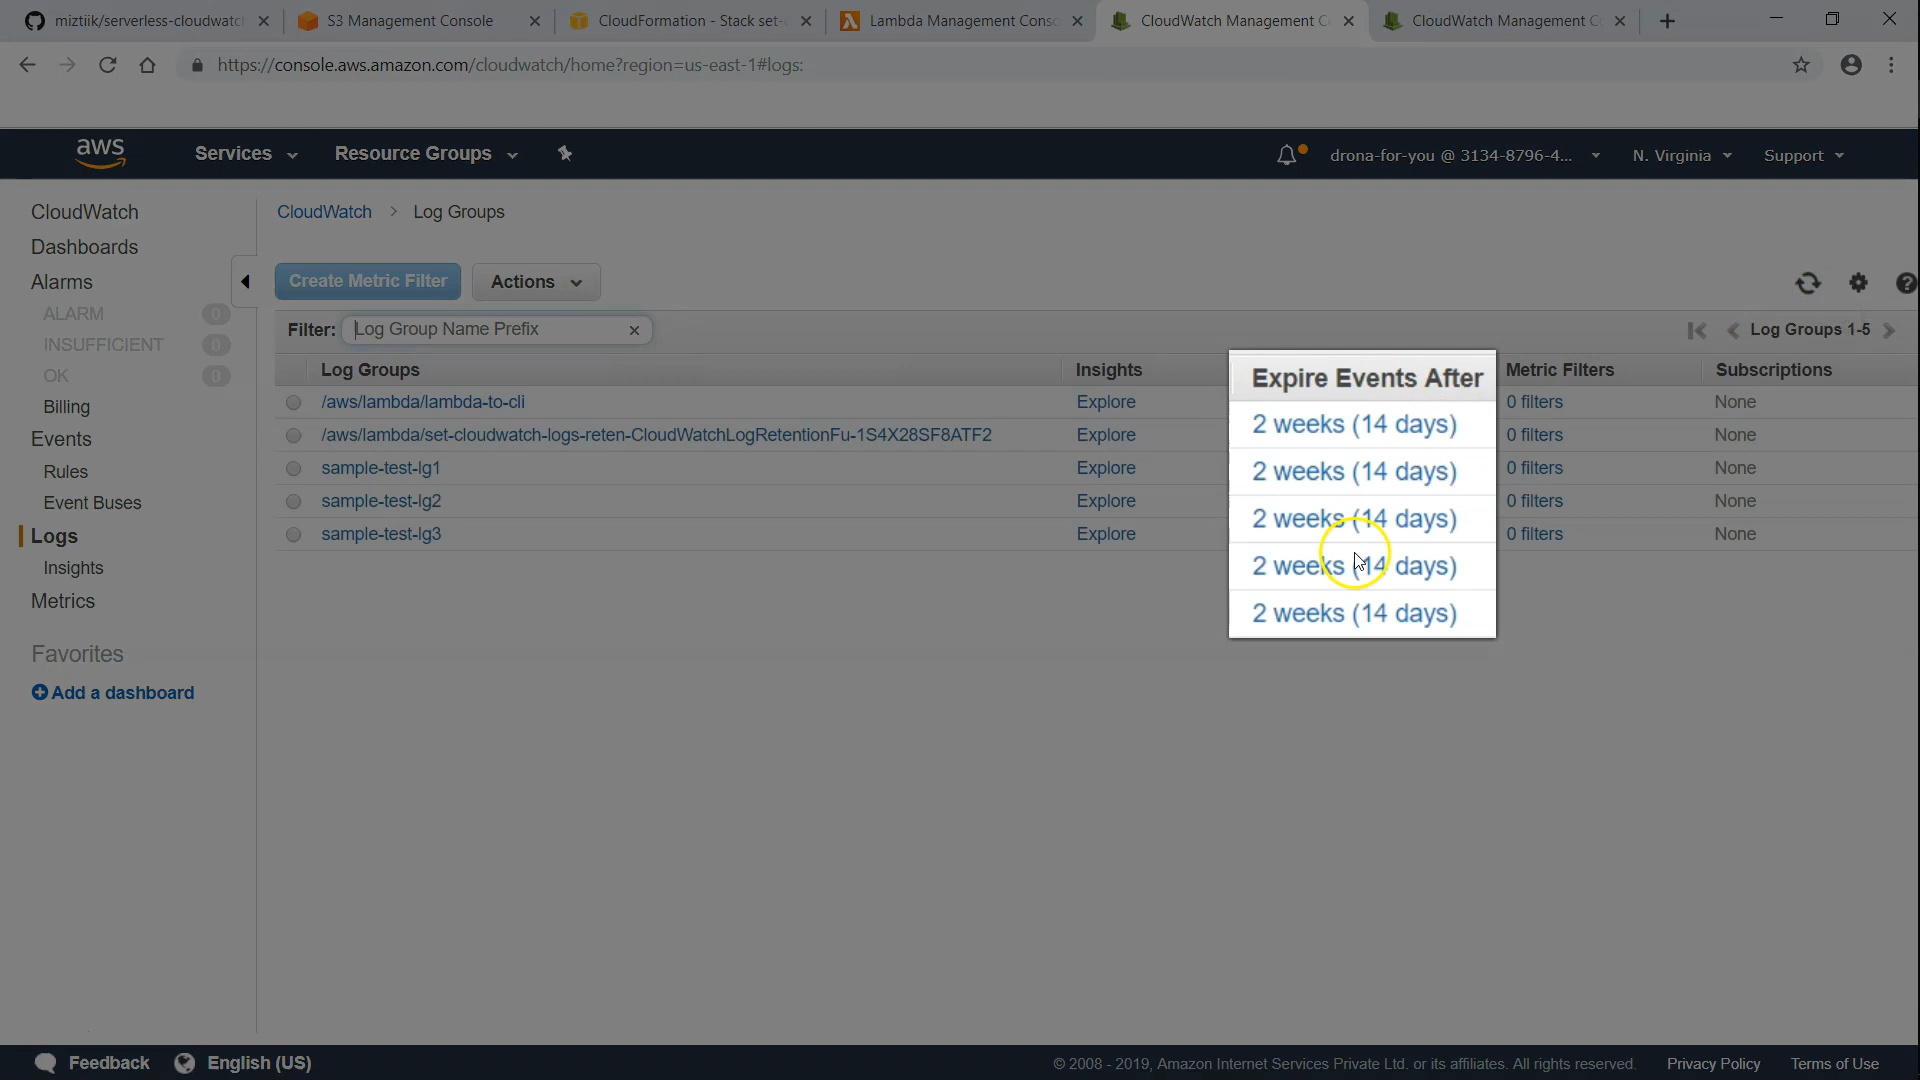 miztiik/serverless-cloudwatc
S3 Management Console
CloudFormation - Stack set-
Lambda Management Conso
CloudWatch Management C
CloudWatch Management C
https://console.aws.amazon.com/cloudwatch/home?region=us-east-1#logs:
aws
Services
Resource Groups
drona-for-you @ 3134-8796-4...
N. Virginia
Support
CloudWatch
Dashboards
Alarms
ALARM 0
INSUFFICIENT 0
OK 0
Billing
Events
Rules
Event Buses
Logs
Insights
Metrics
Favorites
Add a dashboard
CloudWatch > Log Groups
Create Metric Filter
Actions
Filter: Log Group Name Prefix
Log Groups 1-5
Log Groups Insights Expire Events After Metric Filters Subscriptions
/aws/lambda/lambda-to-cli Explore 2 weeks (14 days) 0 filters None
/aws/lambda/set-cloudwatch-logs-reten-CloudWatchLogRetentionFu-1S4X28SF8ATF2 Explore 2 weeks (14 days) 0 filters None
sample-test-lg1 Explore 2 weeks (14 days) 0 filters None
sample-test-lg2 Explore 2 weeks (14 days) 0 filters None
sample-test-lg3 Explore 2 weeks (14 days) 0 filters None
Feedback
English (US)
© 2008 - 2019, Amazon Internet Services Private Ltd. or its affiliates. All rights reserved.
Privacy Policy
Terms of Use